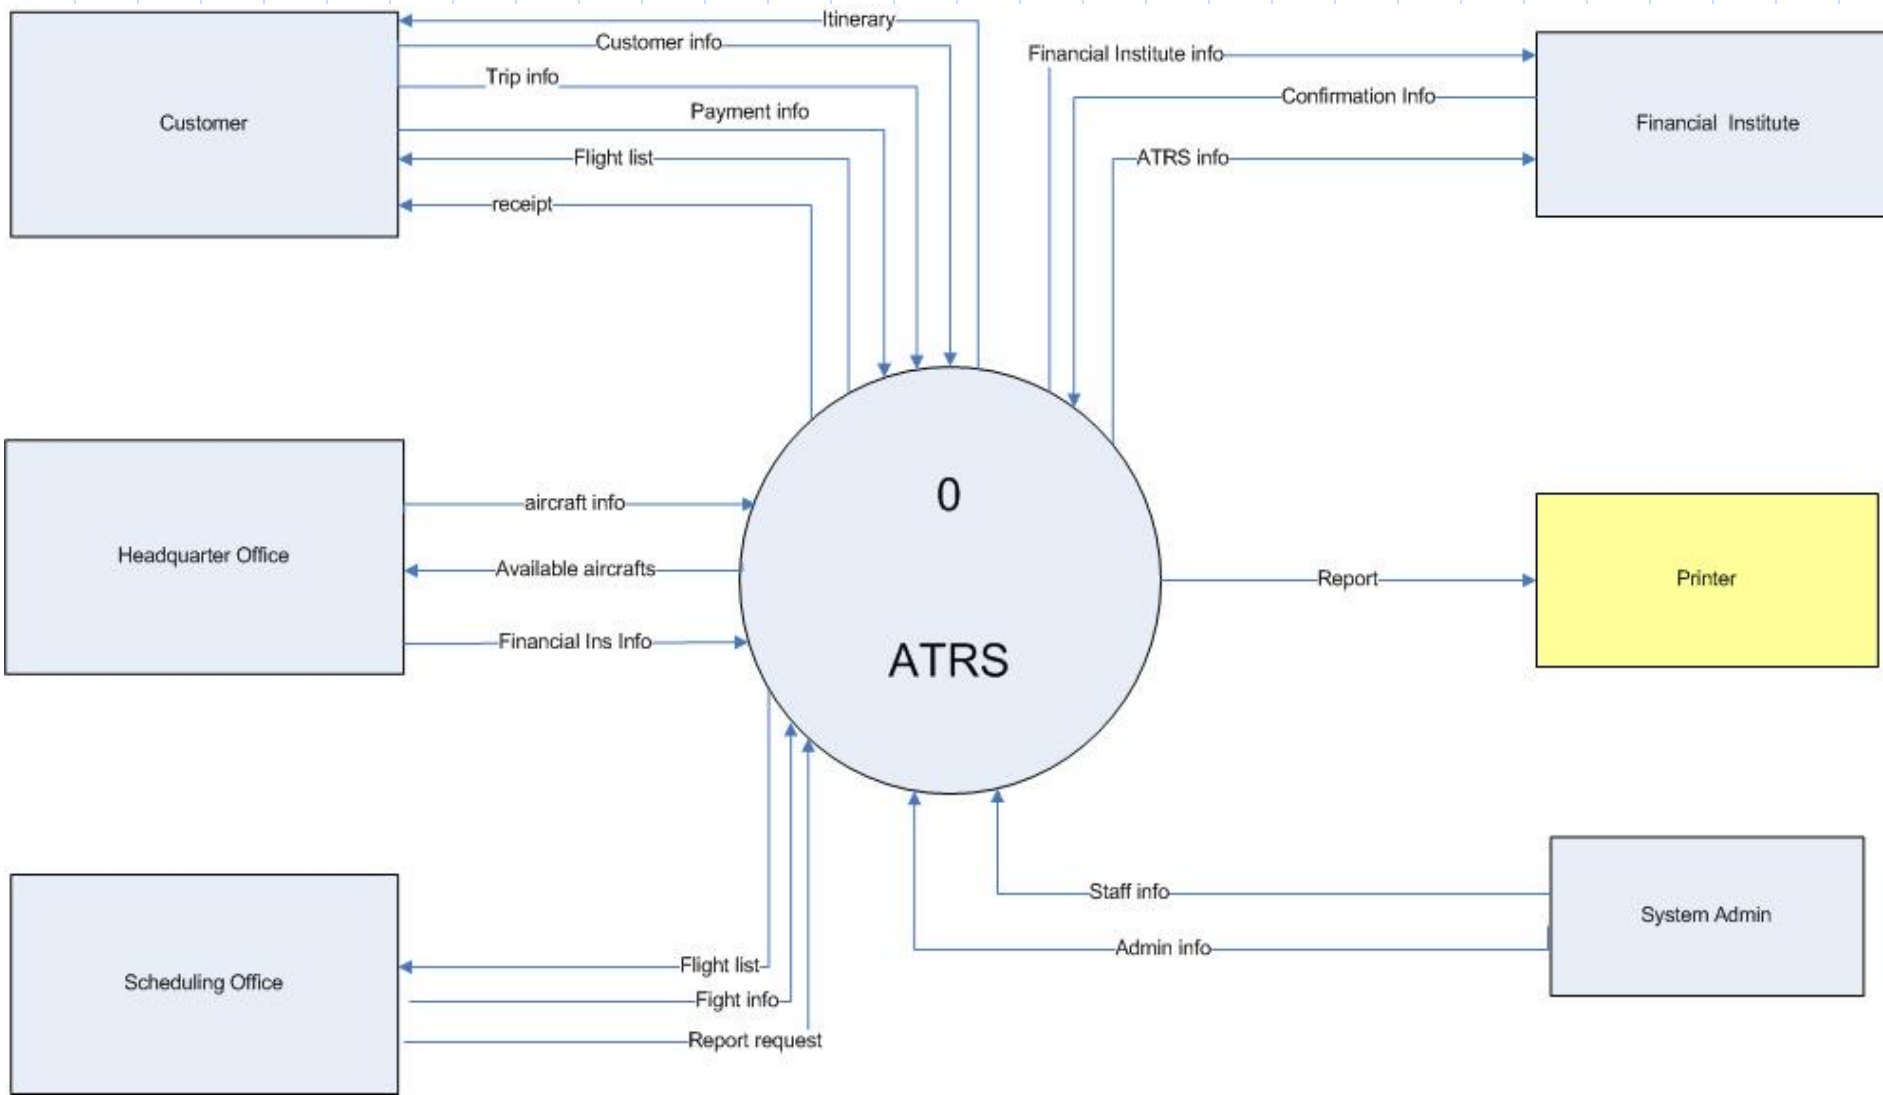 Itinerary
Customer info
Trip info
Payment info
Flight list
receipt
Customer
Financial Institute info
Confirmation Info
ATRS info
Financial  Institute
aircraft info
Available aircrafts
Financial Ins Info
Headquarter Office
0
ATRS
Report
Printer
Flight list
Fight info
Report request
Scheduling Office
Staff info
Admin info
System Admin